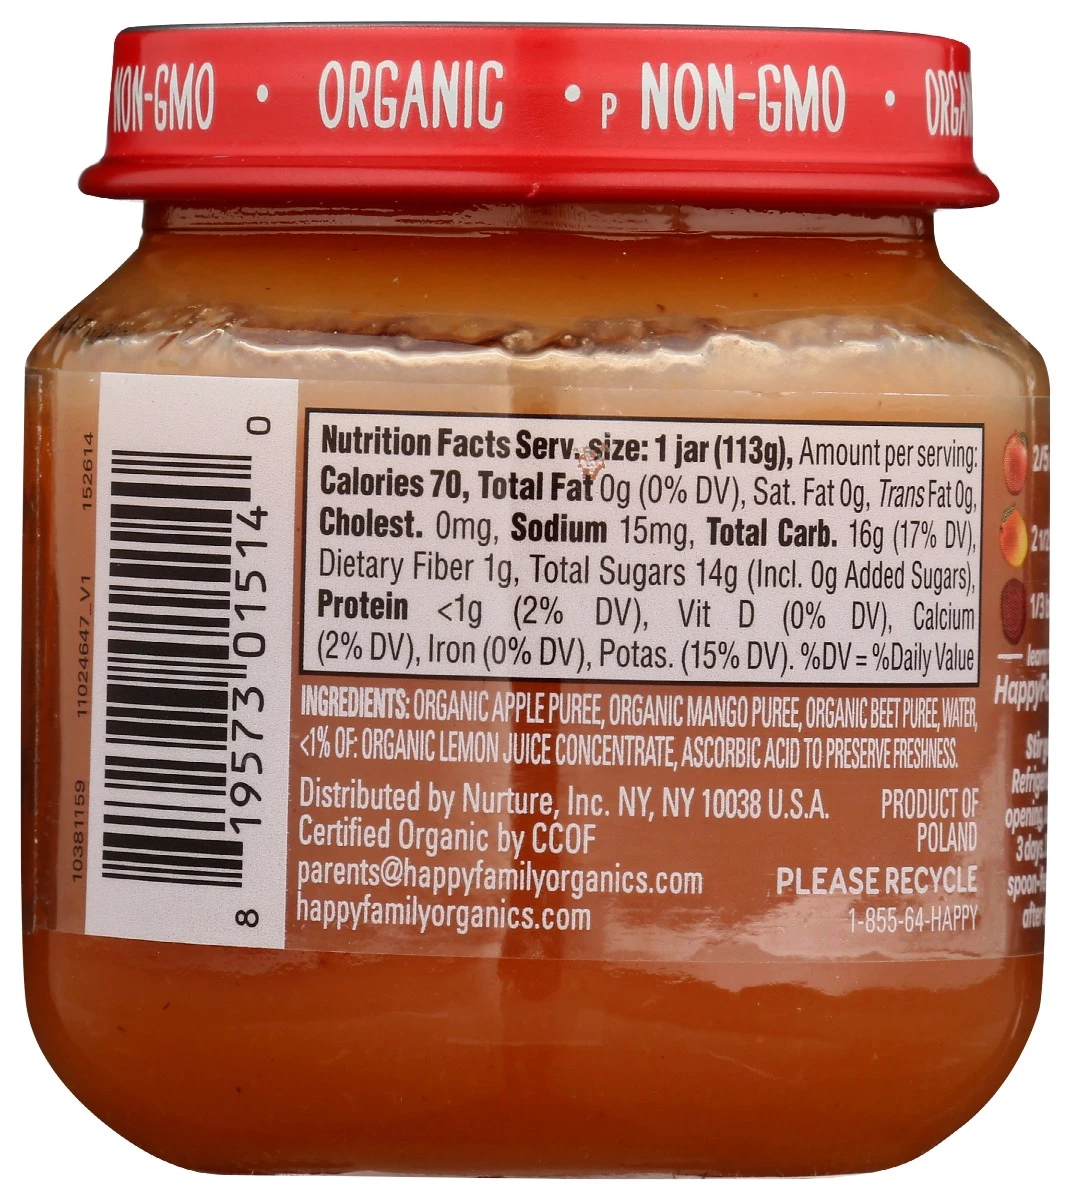 NON-GMO • ORGANIC • P NON-GMO •
Nutrition Facts Serv. size: 1 jar (113g), Amount per serving:
Calories 70, Total Fat 0g (0% DV), Sat. Fat 0g, Trans Fat 0g,
Cholest. 0mg, Sodium 15mg, Total Carb. 16g (17% DV),
Dietary Fiber 1g, Total Sugars 14g (Incl. 0g Added Sugars),
Protein <1g (2% DV), Vit D (0% DV), Calcium
(2% DV), Iron (0% DV), Potas. (15% DV). %DV = %Daily Value
INGREDIENTS: ORGANIC APPLE PUREE, ORGANIC MANGO PUREE, ORGANIC BEET PUREE, WATER,
<1% OF: ORGANIC LEMON JUICE CONCENTRATE, ASCORBIC ACID TO PRESERVE FRESHNESS.
Distributed by Nurture, Inc. NY, NY 10038 U.S.A.
Certified Organic by CCOF
parents@happyfamilyorganics.com
happyfamilyorganics.com
PRODUCT OF
POLAND
PLEASE RECYCLE
1-855-64-HAPPY
8 19573 01514 0
10381159 11024647_V1 152614
2/5
3 days
after